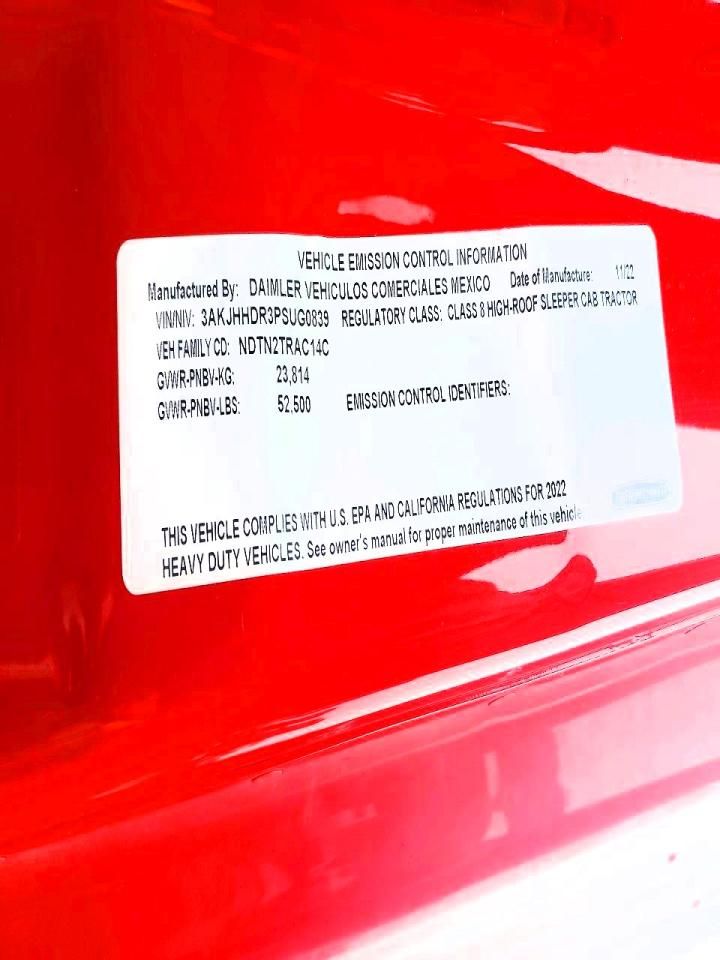 VEHICLE EMISSION CONTROL INFORMATION
Manufactured By: DAIMLER VEHICULOS COMERCIALES MEXICO Date of Manufacture: 11/22
VIN/NIV: 3AKJHHDR3PSUG0839 REGULATORY CLASS: CLASS 8 HIGH-ROOF SLEEPER CAB TRACTOR
VEH FAMILY CD: NDTN2TRAC14C
GVWR-PNBV-KG: 23,814
GVWR-PNBV-LBS: 52,500 EMISSION CONTROL IDENTIFIERS:
THIS VEHICLE COMPLIES WITH U.S. EPA AND CALIFORNIA REGULATIONS FOR 2022
HEAVY DUTY VEHICLES. See owner's manual for proper maintenance of this vehicle